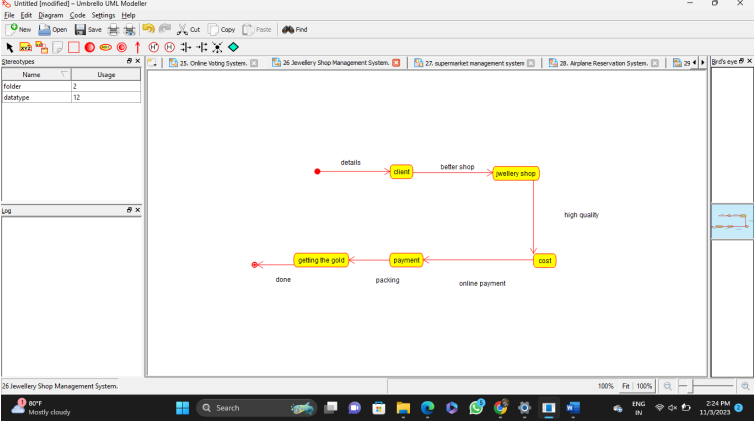 Untitled [modified] – Umbrello UML Modeller
File Edit Diagram Code Settings Help
New Open Save Cut Copy Paste Find
Stereotypes
Name Usage
folder 2
datatype 12
Log
25. Online Voting System.
26 Jewellery Shop Management System.
27. supermarket management system
28. Airplane Reservation System.
29
Bird's eye
details
client
better shop
jwellery shop
high quality
cost
online payment
payment
packing
getting the gold
done
26 Jewellery Shop Management System.
100% Fit 100%
1
80°F
Mostly cloudy
Search
ENG
IN
2:24 PM
11/3/2023